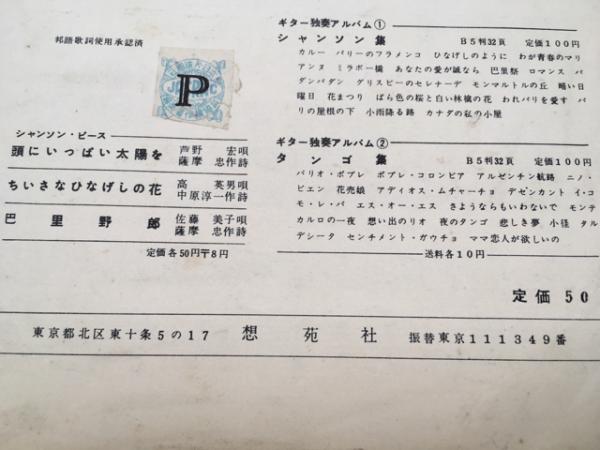 邦語歌詞使用承認済
P
シャンソン・ピース
頭にいっぱい太陽を 芦野 宏唄 薩摩 忠作詩
ちいさなひなげしの花 高 英男唄 中原淳一作詩
巴里野郎 佐藤美子唄 薩摩 忠作詩
定価各50円〒8円
ギター独奏アルバム①
シャンソン集 B5判32頁 定価100円
カルー パリーのフラメンコ ひなげしのように わが青春のマリ
アンヌ ミラボー橋 あなたの愛が誠なら 巴里祭 ロマンス パ
ダンパダン グリスビーのセレナーデ モンマルトルの丘 暗い日
曜日 花まつり ばら色の桜と白い林檎の花 われパリを愛す パ
リの屋根の下 小雨降る路 カナダの私の小屋
ギター独奏アルバム②
タンゴ集 B5判32頁 定価100円
バリオ・ポブレ ポブレ・コロンビア アルゼンチン航路 ニノ・
ビエン 花売娘 アディオス・ムチャーチョ デセンカント イ・コ
モ・レ・バ エス・オー・エス さようならもいわないで モンテ
カルロの一夜 想い出のリオ 夜のタンゴ 悲しき夢 小径 タル
デシータ センチメント・ガウチョ ママ恋人が欲しいの
送料各10円
定価 50
東京都北区東十条5の17 想苑社 振替東京111349番